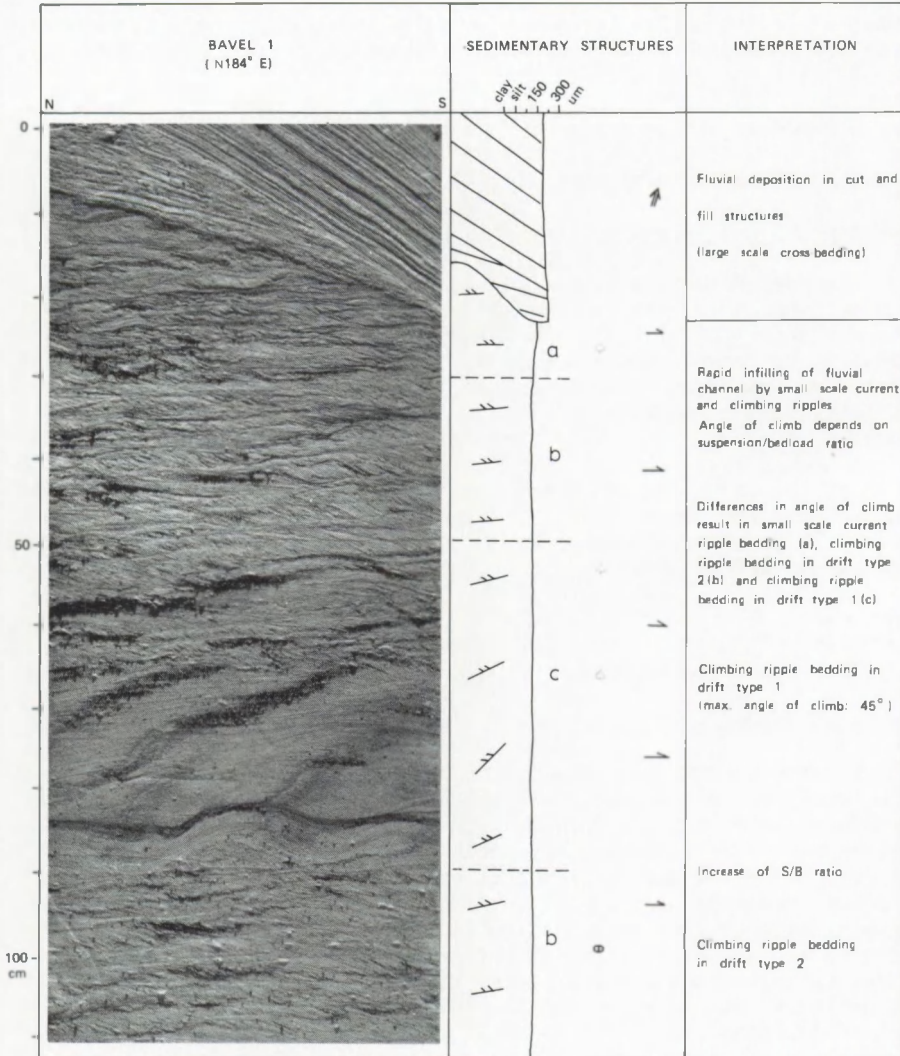 BAVEL 1
( N184° E)
SEDIMENTARY STRUCTURES
INTERPRETATION
clay
silt
150
300
um
N
S
0
50
100
cm
a
b
c
b
Fluvial deposition in cut and
fill structures
(large scale cross bedding)
Rapid infilling of fluvial
channel by small scale current
and climbing ripples
Angle of climb depends on
suspension/bedload ratio
Differences in angle of climb
result in small scale current
ripple bedding (a), climbing
ripple bedding in drift type
2(b) and climbing ripple
bedding in drift type 1(c)
Climbing ripple bedding in
drift type 1
(max. angle of climb: 45°)
Increase of S/B ratio
Climbing ripple bedding
in drift type 2